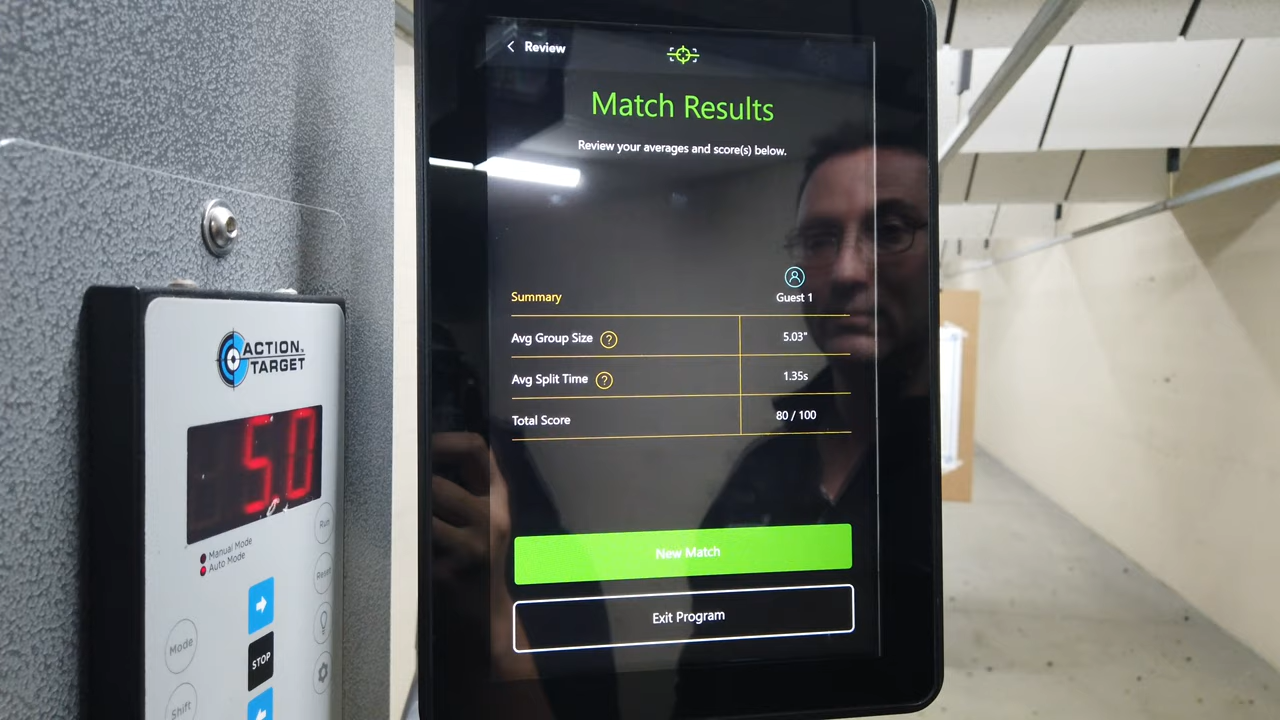 Review
Match Results
Review your averages and score(s) below.
Summary
Guest 1
Avg Group Size ?
5.03"
Avg Split Time ?
1.35s
Total Score
80 / 100
New Match
Exit Program
ACTION
TARGET
50
Manual Mode
Auto Mode
Run
Reset
Mode
STOP
Shift